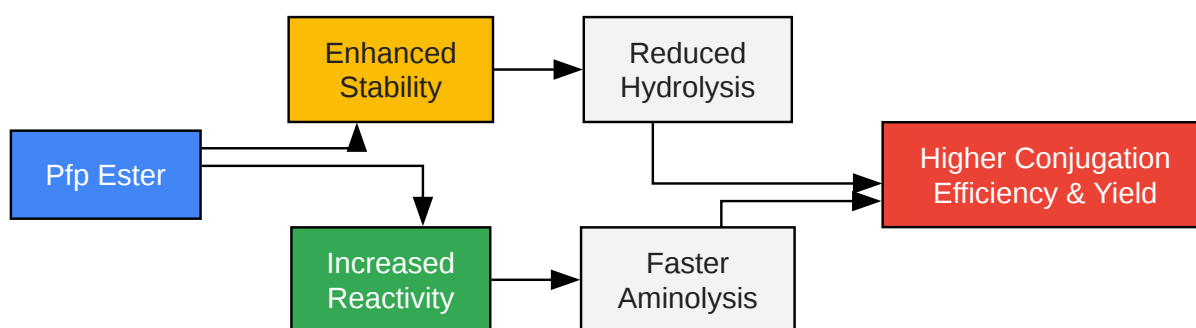 Enhanced
Stability
Reduced
Hydrolysis
Pfp Ester
Higher Conjugation
Efficiency & Yield
Increased
Reactivity
Faster
Aminolysis